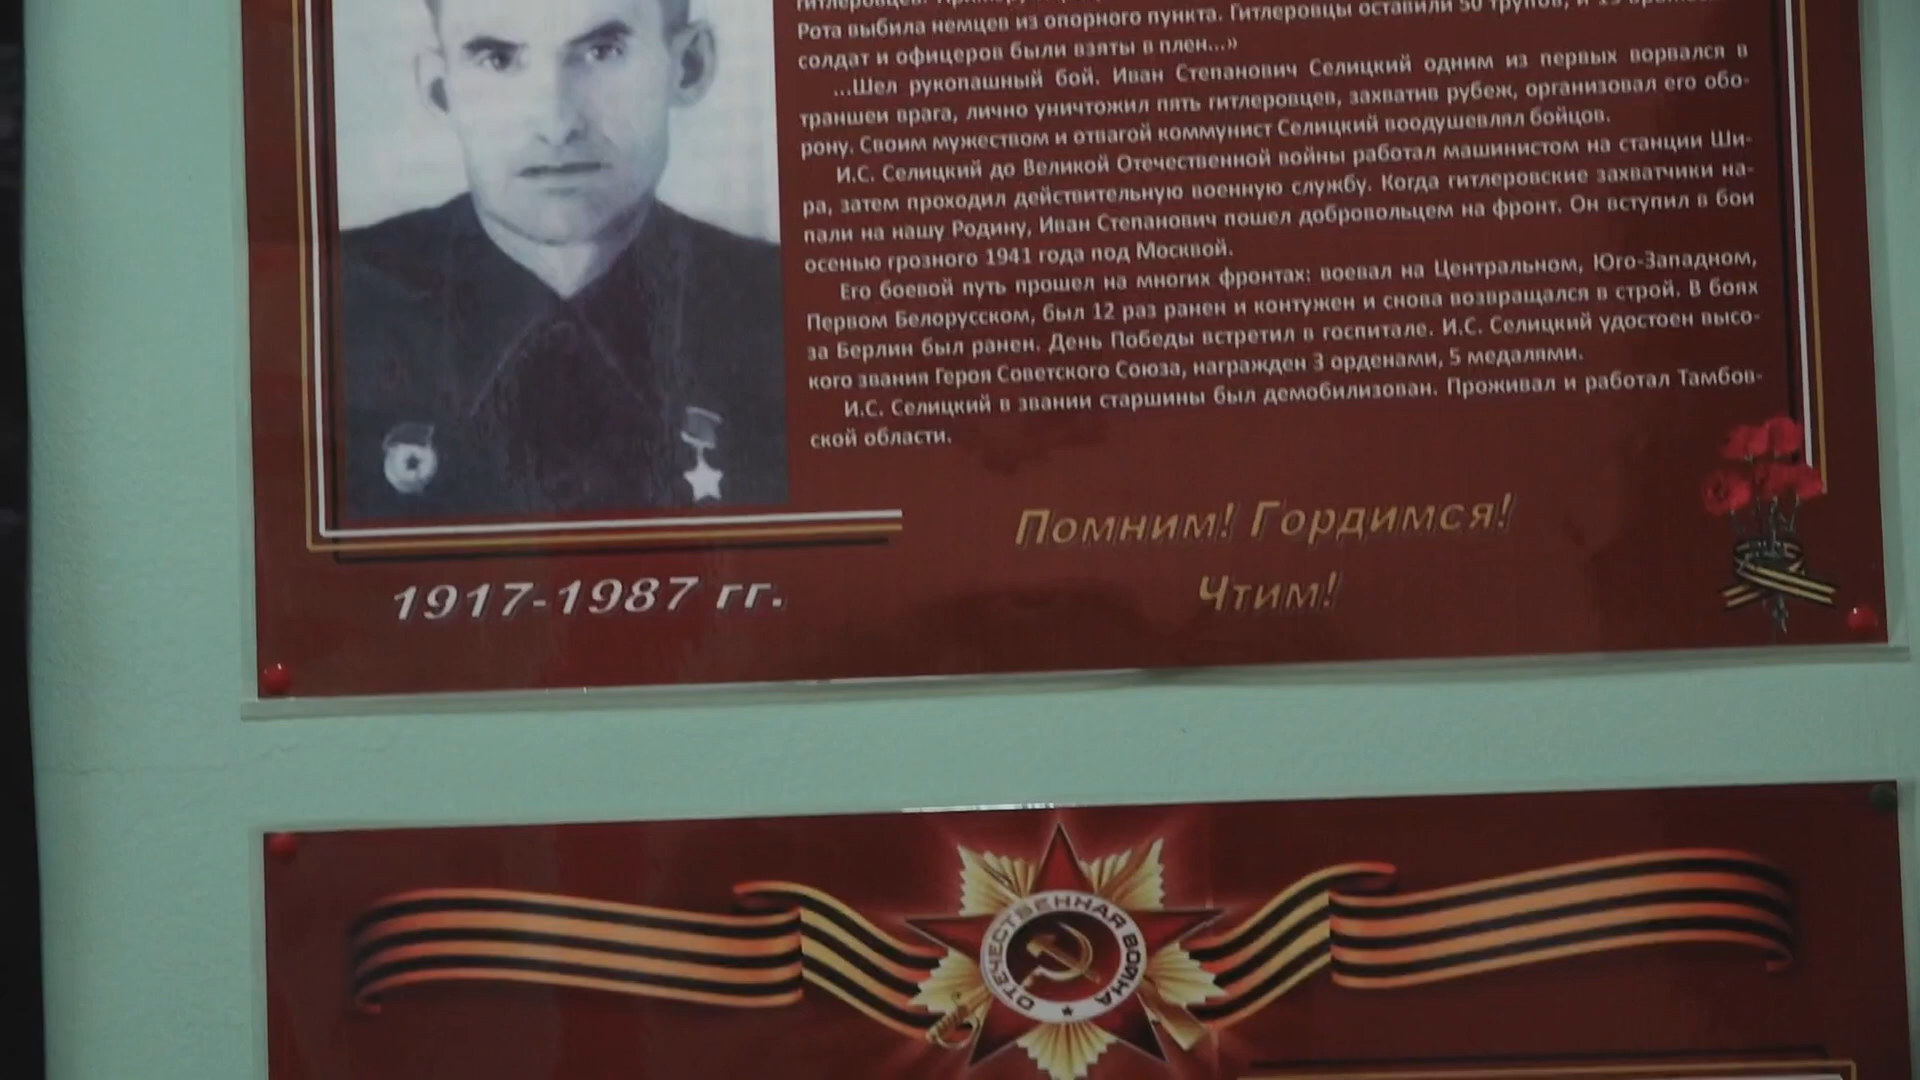 гитлеровцев.
Рота выбила немцев из опорного пункта. Гитлеровцы оставили 50 трупов, и 19
солдат и офицеров были взяты в плен...»
...Шел рукопашный бой. Иван Степанович Селицкий одним из первых ворвался в
траншеи врага, лично уничтожил пять гитлеровцев, захватив рубеж, организовал его обо-
рону. Своим мужеством и отвагой коммунист Селицкий воодушевлял бойцов.
И.С. Селицкий до Великой Отечественной войны работал машинистом на станции Ши-
ра, затем проходил действительную военную службу. Когда гитлеровские захватчики на-
пали на нашу Родину, Иван Степанович пошел добровольцем на фронт. Он вступил в бои
осенью грозного 1941 года под Москвой.
Его боевой путь прошел на многих фронтах: воевал на Центральном, Юго-Западном,
Первом Белорусском, был 12 раз ранен и контужен и снова возвращался в строй. В боях
за Берлин был ранен. День Победы встретил в госпитале. И.С. Селицкий удостоен высо-
кого звания Героя Советского Союза, награжден 3 орденами, 5 медалями.
И.С. Селицкий в звании старшины был демобилизован. Проживал и работал Тамбов-
ской области.
Помним! Гордимся!
Чтим!
1917-1987 гг.
ОТЕЧЕСТВЕННАЯ ВОЙНА